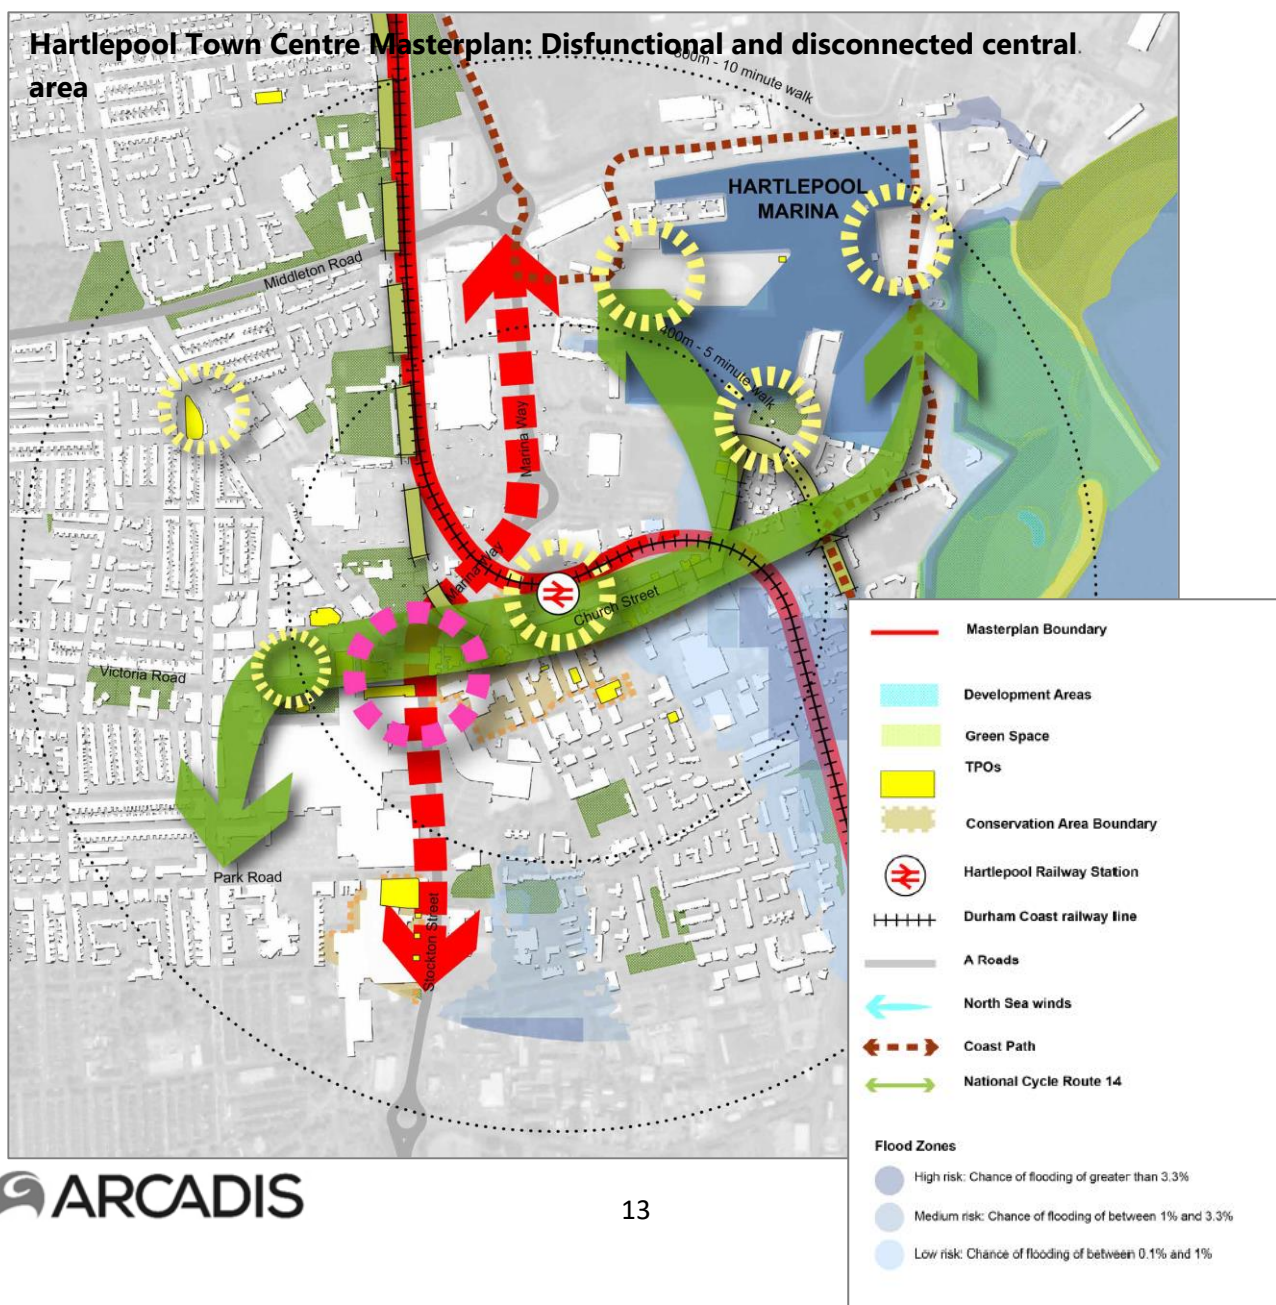 Hartlepool Town Centre Masterplan: Disfunctional and disconnected central
area
800m - 10 minute walk
HARTLEPOOL
MARINA
Middleton Road
400m - 5 minute walk
Marina Way
Marina Way
Church Street
Victoria Road
Park Road
Stockton Street
Masterplan Boundary
Development Areas
Green Space
TPOs
Conservation Area Boundary
Hartlepool Railway Station
Durham Coast railway line
A Roads
North Sea winds
Coast Path
National Cycle Route 14
Flood Zones
High risk: Chance of flooding of greater than 3.3%
Medium risk: Chance of flooding of between 1% and 3.3%
Low risk: Chance of flooding of between 0.1% and 1%
ARCADIS
13